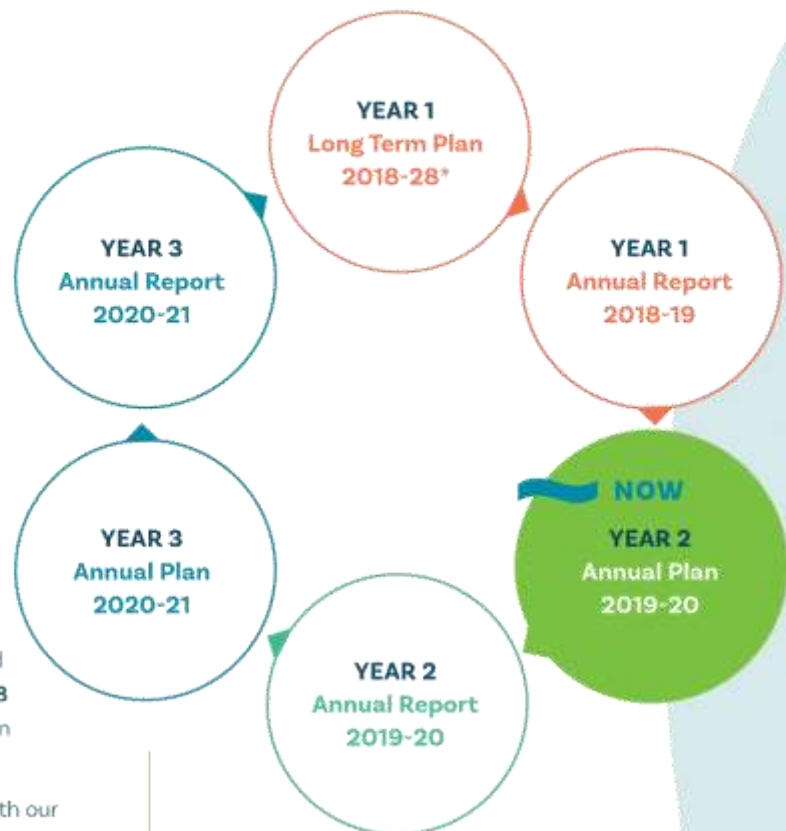 YEAR 1
Long Term Plan
2018-28*
YEAR 3
Annual Report
2020-21
YEAR 1
Annual Report
2018-19
NOW
YEAR 2
Annual Plan
2019-20
YEAR 3
Annual Plan
2020-21
YEAR 2
Annual Report
2019-20
our